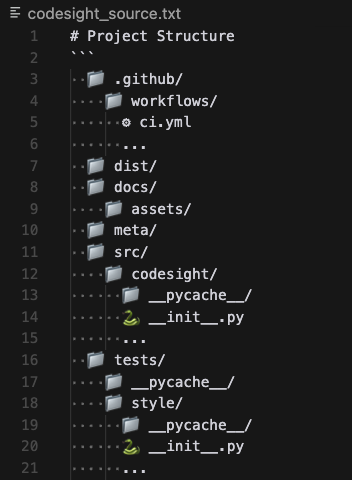 codesight_source.txt
1 # Project Structure
2 ```
3 .github/
4 workflows/
5 ci.yml
6 ...
7 dist/
8 docs/
9 assets/
10 meta/
11 src/
12 codesight/
13 __pycache__/
14 __init__.py
15 ...
16 tests/
17 __pycache__/
18 style/
19 __pycache__/
20 __init__.py
21 ...